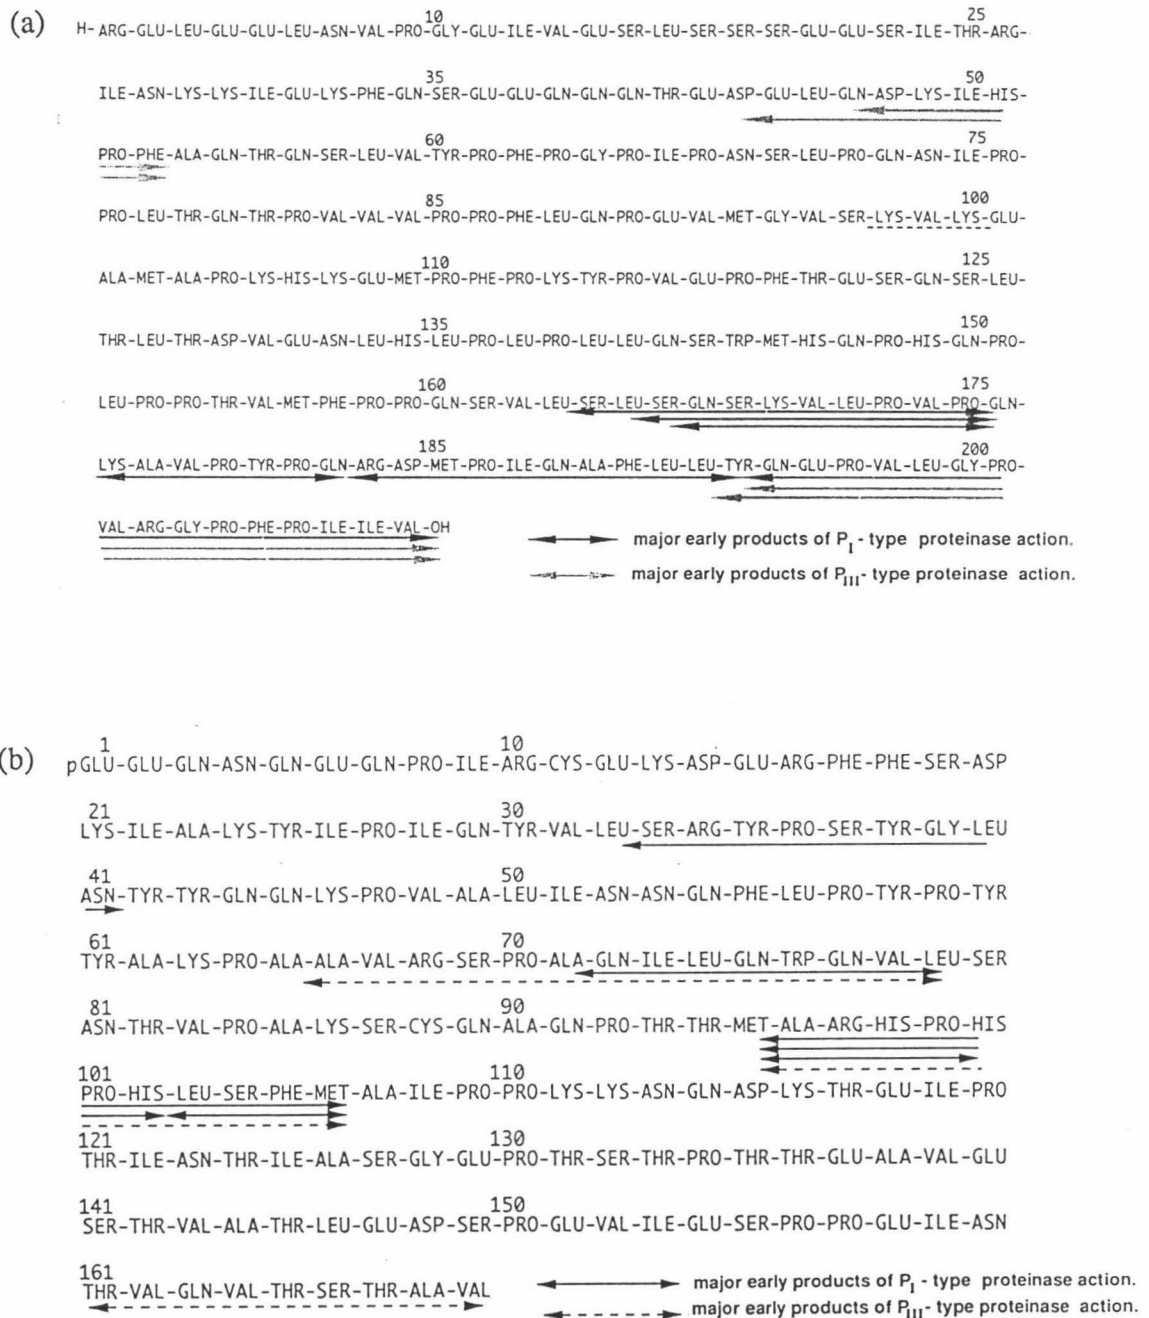 (a)
10 25
H- ARG-GLU-LEU-GLU-GLU-LEU-ASN-VAL-PRO-GLY-GLU-ILE-VAL-GLU-SER-LEU-SER-SER-SER-GLU-GLU-SER-ILE-THR-ARG-
35 50
ILE-ASN-LYS-LYS-ILE-GLU-LYS-PHE-GLN-SER-GLU-GLU-GLN-GLN-GLN-THR-GLU-ASP-GLU-LEU-GLN-ASP-LYS-ILE-HIS-
60 75
PRO-PHE-ALA-GLN-THR-GLN-SER-LEU-VAL-TYR-PRO-PHE-PRO-GLY-PRO-ILE-PRO-ASN-SER-LEU-PRO-GLN-ASN-ILE-PRO-
85 100
PRO-LEU-THR-GLN-THR-PRO-VAL-VAL-VAL-PRO-PRO-PHE-LEU-GLN-PRO-GLU-VAL-MET-GLY-VAL-SER-LYS-VAL-LYS-GLU-
110 125
ALA-MET-ALA-PRO-LYS-HIS-LYS-GLU-MET-PRO-PHE-PRO-LYS-TYR-PRO-VAL-GLU-PRO-PHE-THR-GLU-SER-GLN-SER-LEU-
135 150
THR-LEU-THR-ASP-VAL-GLU-ASN-LEU-HIS-LEU-PRO-LEU-PRO-LEU-LEU-GLN-SER-TRP-MET-HIS-GLN-PRO-HIS-GLN-PRO-
160 175
LEU-PRO-PRO-THR-VAL-MET-PHE-PRO-PRO-GLN-SER-VAL-LEU-SER-LEU-SER-GLN-SER-LYS-VAL-LEU-PRO-VAL-PRO-GLN-
185 200
LYS-ALA-VAL-PRO-TYR-PRO-GLN-ARG-ASP-MET-PRO-ILE-GLN-ALA-PHE-LEU-LEU-TYR-GLN-GLU-PRO-VAL-LEU-GLY-PRO-
VAL-ARG-GLY-PRO-PHE-PRO-ILE-ILE-VAL-OH
major early products of PI - type proteinase action.
major early products of PIII - type proteinase action.
(b)
1 10
pGLU-GLU-GLN-ASN-GLN-GLU-GLN-PRO-ILE-ARG-CYS-GLU-LYS-ASP-GLU-ARG-PHE-PHE-SER-ASP
21 30
LYS-ILE-ALA-LYS-TYR-ILE-PRO-ILE-GLN-TYR-VAL-LEU-SER-ARG-TYR-PRO-SER-TYR-GLY-LEU
41 50
ASN-TYR-TYR-GLN-GLN-LYS-PRO-VAL-ALA-LEU-ILE-ASN-ASN-GLN-PHE-LEU-PRO-TYR-PRO-TYR
61 70
TYR-ALA-LYS-PRO-ALA-ALA-VAL-ARG-SER-PRO-ALA-GLN-ILE-LEU-GLN-TRP-GLN-VAL-LEU-SER
81 90
ASN-THR-VAL-PRO-ALA-LYS-SER-CYS-GLN-ALA-GLN-PRO-THR-THR-MET-ALA-ARG-HIS-PRO-HIS
101 110
PRO-HIS-LEU-SER-PHE-MET-ALA-ILE-PRO-PRO-LYS-LYS-ASN-GLN-ASP-LYS-THR-GLU-ILE-PRO
121 130
THR-ILE-ASN-THR-ILE-ALA-SER-GLY-GLU-PRO-THR-SER-THR-PRO-THR-THR-GLU-ALA-VAL-GLU
141 150
SER-THR-VAL-ALA-THR-LEU-GLU-ASP-SER-PRO-GLU-VAL-ILE-GLU-SER-PRO-PRO-GLU-ILE-ASN
161
THR-VAL-GLN-VAL-THR-SER-THR-ALA-VAL
major early products of PI - type proteinase action.
major early products of PIII- type proteinase action.